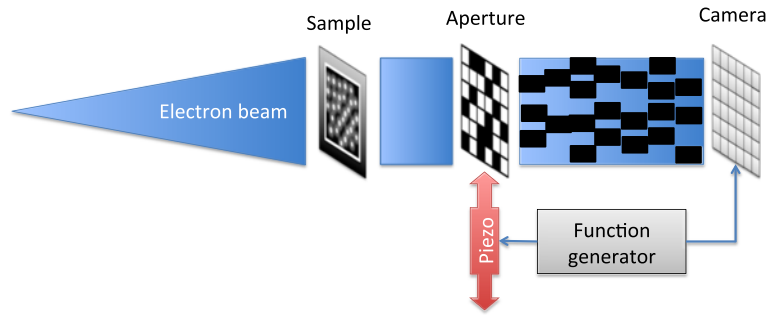 Sample
Aperture
Camera
Electron beam
Piezo
Function
generator